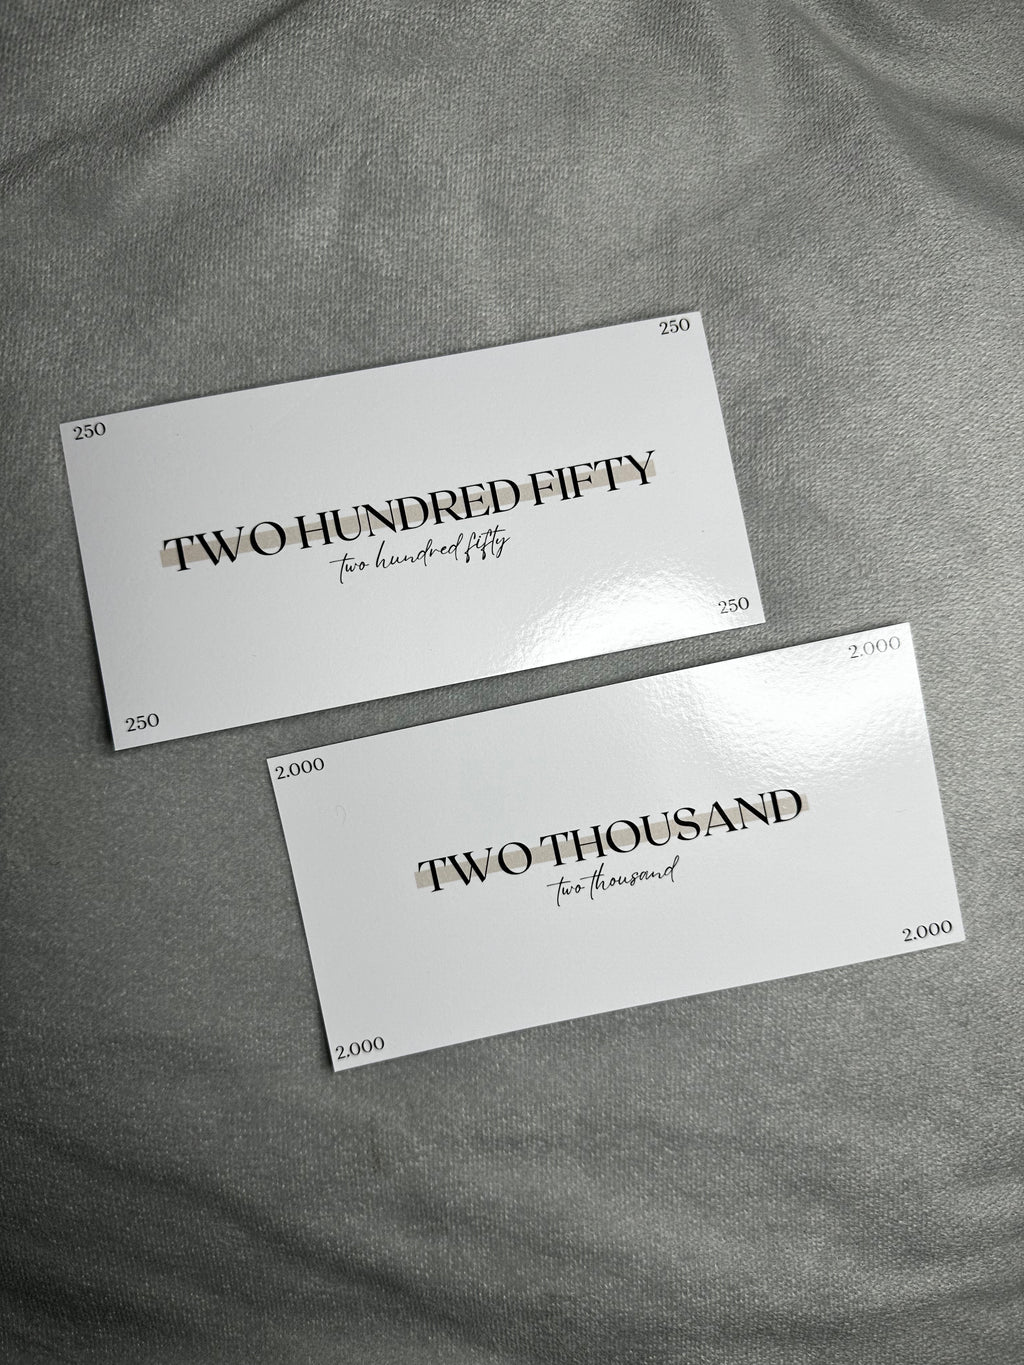 250
250
TWO HUNDRED FIFTY
two hundred fifty
250
250
2.000
2.000
TWO THOUSAND
two thousand
2.000
2.000